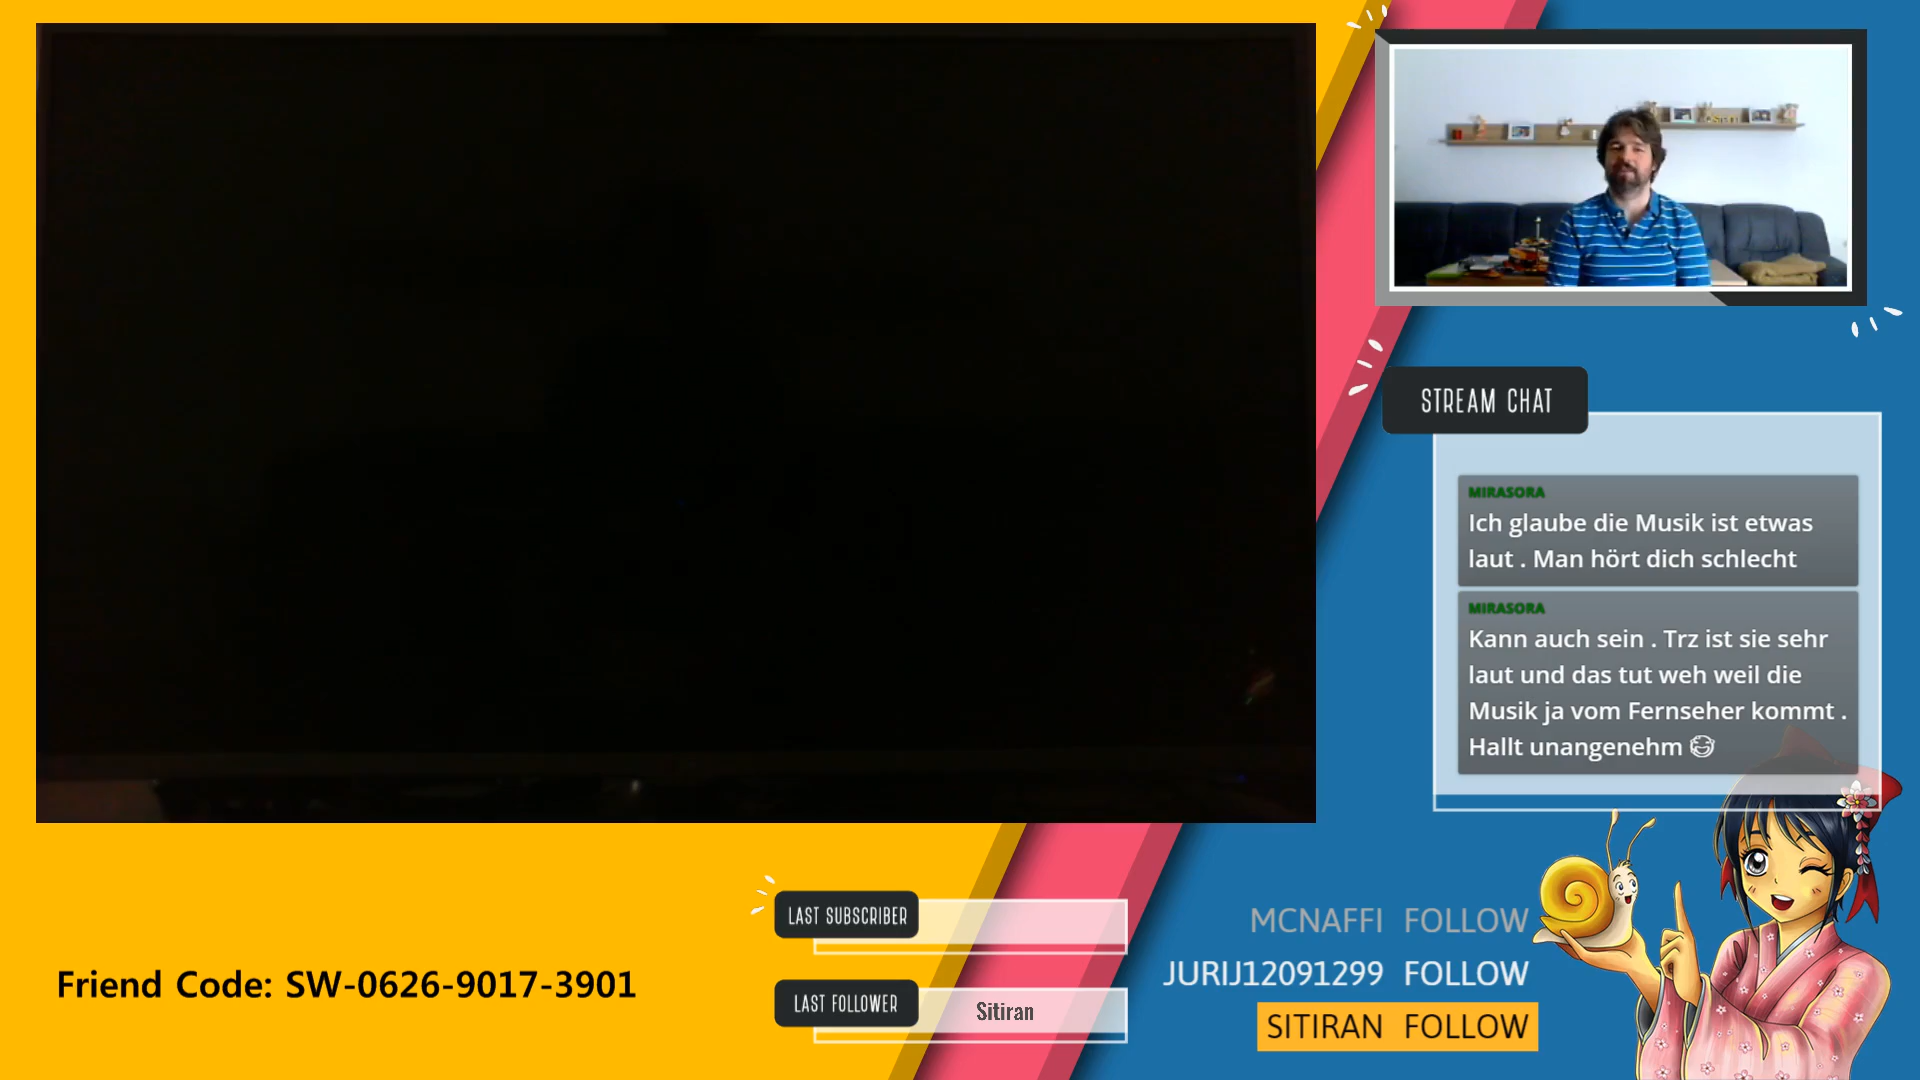 STREAM CHAT
MIRASORA
Ich glaube die Musik ist etwas
laut . Man hört dich schlecht
MIRASORA
Kann auch sein . Trz ist sie sehr
laut und das tut weh weil die
Musik ja vom Fernseher kommt .
Hallt unangenehm 😅
LAST SUBSCRIBER
LAST FOLLOWER
Sitiran
Friend Code: SW-0626-9017-3901
MCNAFFI FOLLOW
JURIJ12091299 FOLLOW
SITIRAN FOLLOW